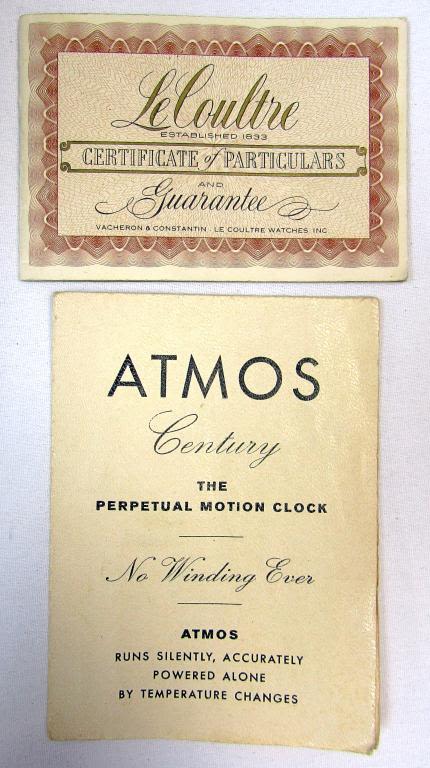 LeCoultre
ESTABLISHED 1833
CERTIFICATE of PARTICULARS
AND
Guarantee
VACHERON & CONSTANTIN - LE COULTRE WATCHES INC
ATMOS
Century
THE
PERPETUAL MOTION CLOCK
No Winding Ever
ATMOS
RUNS SILENTLY, ACCURATELY
POWERED ALONE
BY TEMPERATURE CHANGES